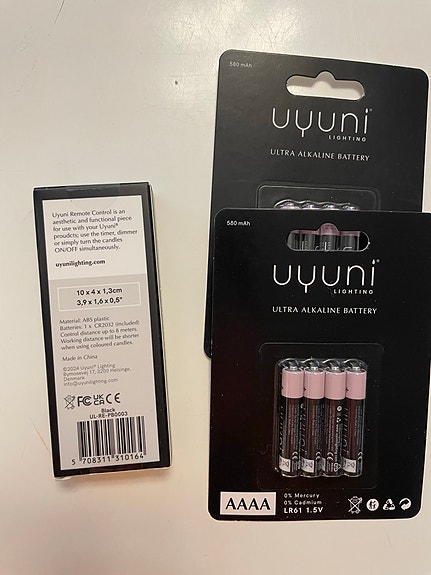 Uyuni Remote Control is an
aesthetic and functional piece
for use with your Uyuni®
proudcts; use the timer, dimmer
or simply turn the candles
ON/OFF simultaneously.
uyunilighting.com
10 x 4 x 1,3cm
3,9 x 1,6 x 0,5"
Material: ABS plastic
Batteries: 1 x CR2032 (included)
Control distance up to 8 meters.
Working distance will be shorter
when using coloured candles.
Made in China
©2024 Uyuni® Lighting
Bymosevej 17, 3200 Helsinge,
Denmark
info@uyunilighting.com
FC UKCA CE
Black
UL-RE-PB0003
5 708311 310164
580 mAh
uyuni®
LIGHTING
ULTRA ALKALINE BATTERY
580 mAh
uyuni®
LIGHTING
ULTRA ALKALINE BATTERY
AAAA
0% Mercury
0% Cadmium
LR61 1.5V